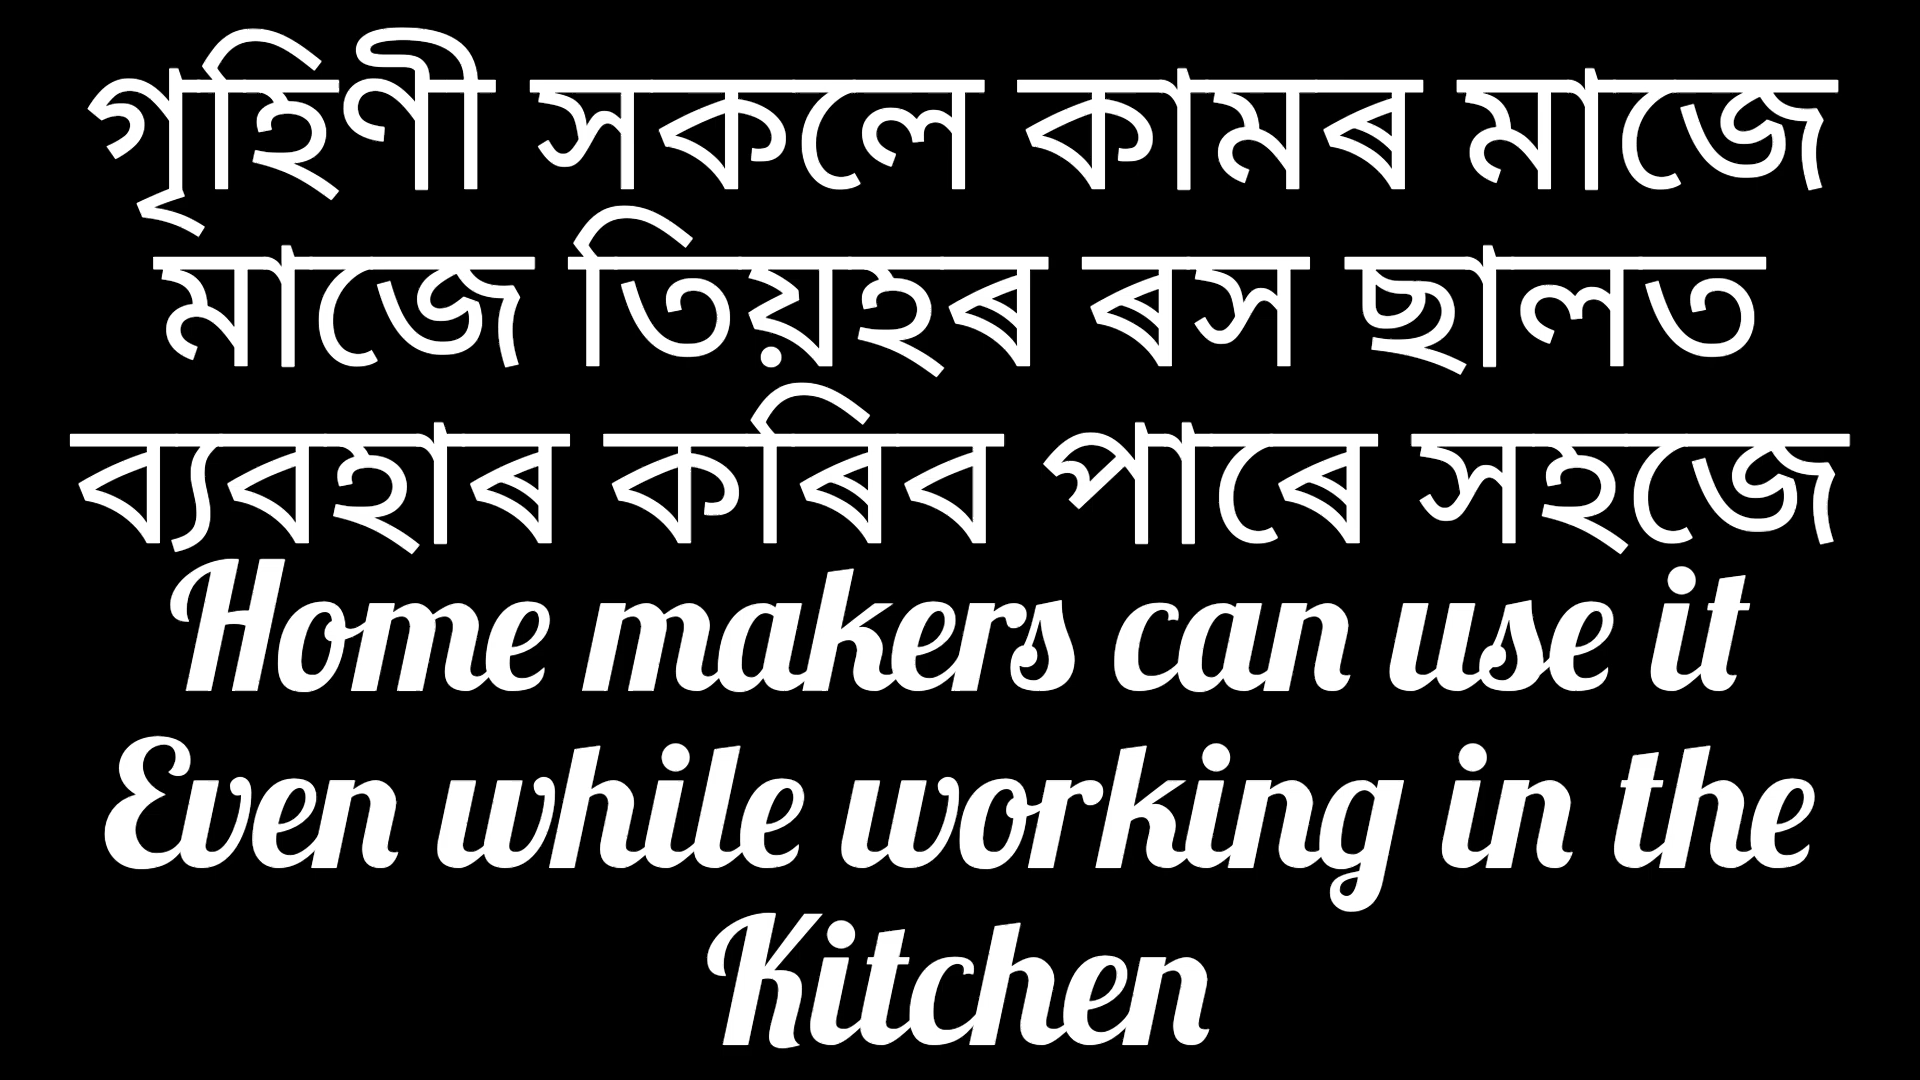 গৃহিণী সকলে কামৰ মাজে
মাজে তিয়হৰ ৰস ছালত
ব্যৱহাৰ কৰিব পাৰে সহজে
Home makers can use it
Even while working in the
Kitchen